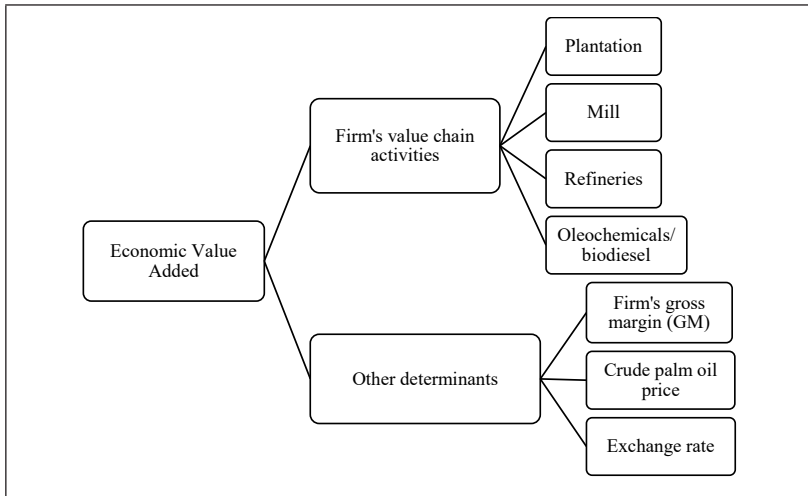 Plantation
Mill
Firm's value chain
activities
Refineries
Oleochemicals/
biodiesel
Economic Value
Added
Firm's gross
margin (GM)
Other determinants
Crude palm oil
price
Exchange rate